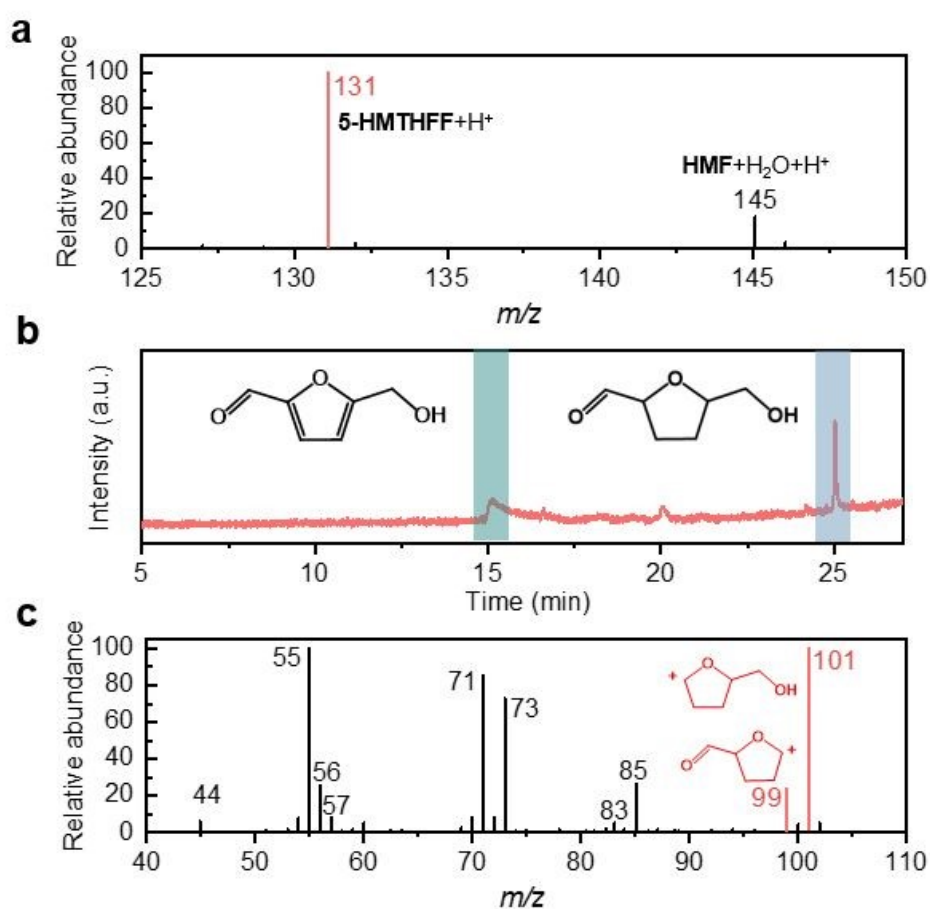 a
Relative abundance
100
80
60
40
20
0
131
5-HMTHFF+H⁺
HMF+H₂O+H⁺
145
125 130 135 140 145 150
m/z
b
Intensity (a.u.)
O O OH
O O OH
5 10 15 20 25
Time (min)
c
Relative abundance
100
80
60
40
20
0
44
55
56
57
71
73
83
85
99
101
+ O OH
O O +
40 50 60 70 80 90 100 110
m/z